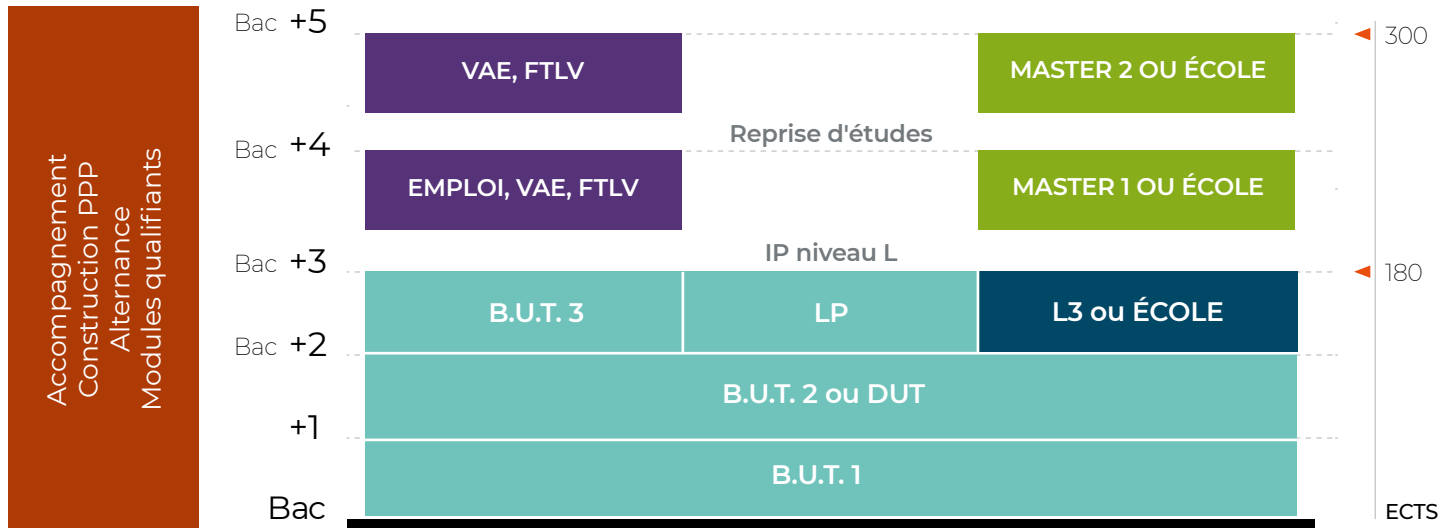 Accompagnement
Construction PPP
Alternance
Modules qualifiants
Bac +5
300
VAE, FTLV
MASTER 2 OU ÉCOLE
Reprise d'études
Bac +4
EMPLOI, VAE, FTLV
MASTER 1 OU ÉCOLE
IP niveau L
Bac +3
180
B.U.T. 3
LP
L3 ou ÉCOLE
Bac +2
B.U.T. 2 ou DUT
+1
B.U.T. 1
Bac
ECTS